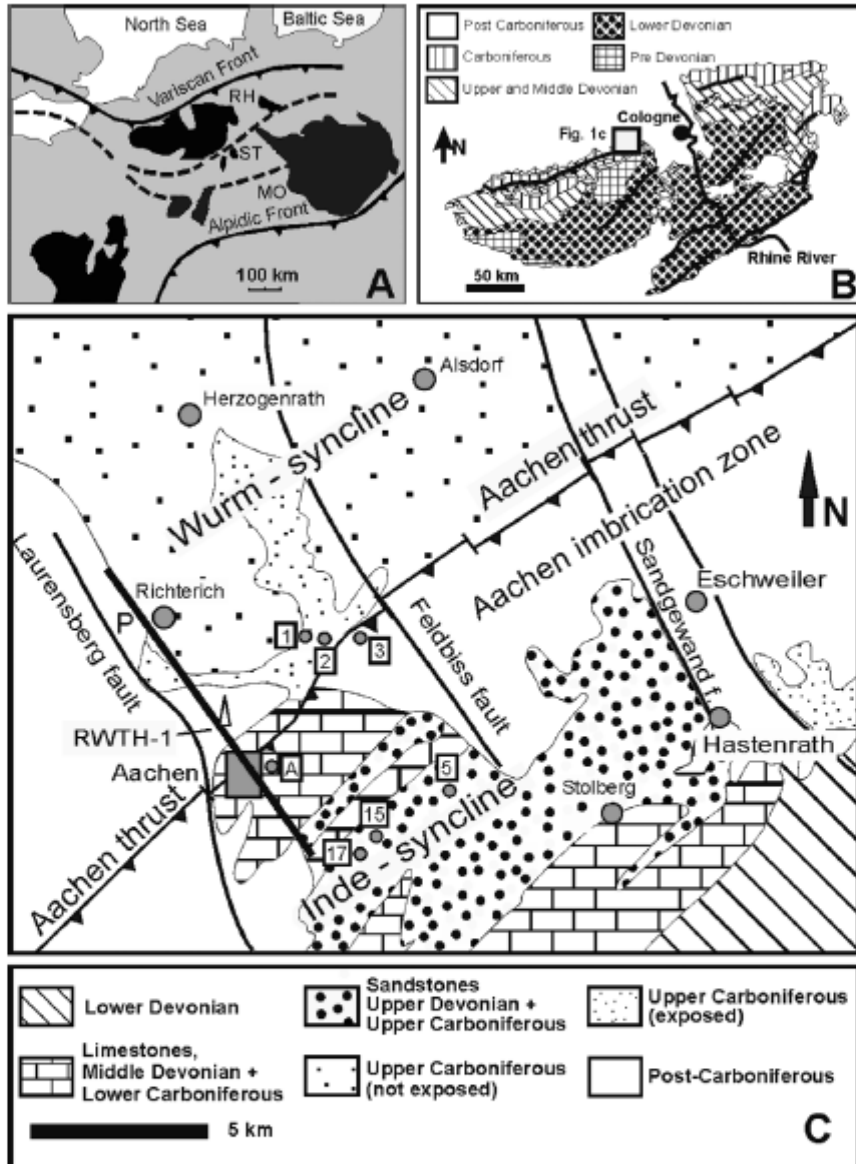 North Sea
Baltic Sea
Variscan Front
RH
ST
MO
Alpidic Front
100 km
A
Post Carboniferous
Lower Devonian
Carboniferous
Pre Devonian
Upper and Middle Devonian
N
Fig. 1c
Cologne
Rhine River
50 km
B
Herzogenrath
Alsdorf
Wurm - syncline
Aachen thrust
Aachen imbrication zone
N
Laurensberg fault
Richterich
P
1
2
3
Feldbiss fault
Sandgewand f.
Eschweiler
RWTH-1
Aachen
A
Hastenrath
5
Stolberg
15
17
Inde - syncline
Aachen thrust
Lower Devonian
Sandstones
Upper Devonian +
Upper Carboniferous
Upper Carboniferous
(exposed)
Limestones,
Middle Devonian +
Lower Carboniferous
Upper Carboniferous
(not exposed)
Post-Carboniferous
5 km
C